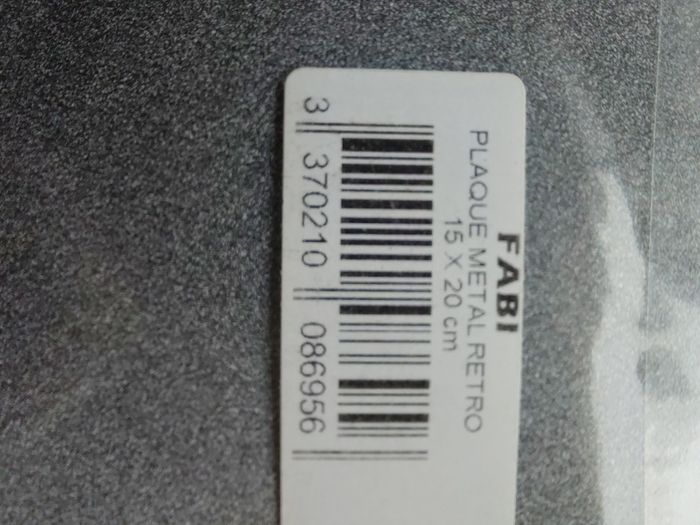 FABI
PLAQUE METAL RETRO
15 X 20 cm
3 370210 086956